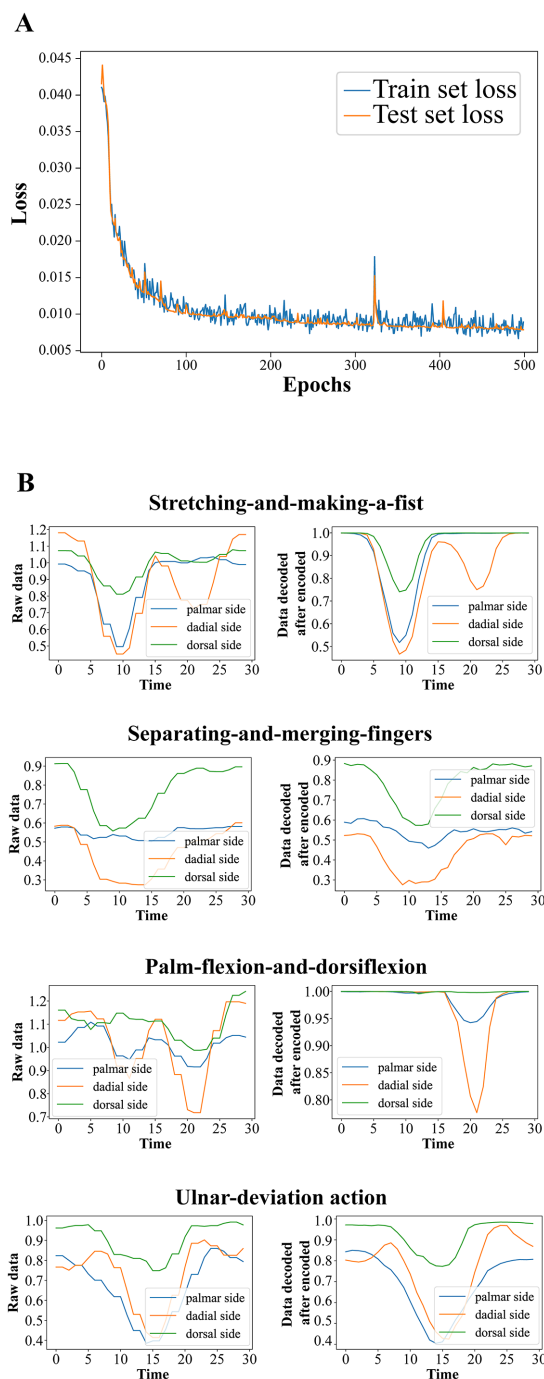 A
0.045
0.040
0.035
0.030
0.025
0.020
0.015
0.010
0.005
Loss
Train set loss
Test set loss
0 100 200 300 400 500
Epochs
B
Stretching-and-making-a-fist
1.2
1.1
1.0
0.9
0.8
0.7
0.6
0.5
Raw data
palmar side
dadial side
dorsal side
0 5 10 15 20 25 30
Time
1.0
0.9
0.8
0.7
0.6
0.5
Data decoded
after encoded
palmar side
dadial side
dorsal side
0 5 10 15 20 25 30
Time
Separating-and-merging-fingers
0.9
0.8
0.7
0.6
0.5
0.4
0.3
Raw data
palmar side
dadial side
dorsal side
0 5 10 15 20 25 30
Time
0.9
0.8
0.7
0.6
0.5
0.4
0.3
Data decoded
after encoded
palmar side
dadial side
dorsal side
0 5 10 15 20 25 30
Time
Palm-flexion-and-dorsiflexion
1.2
1.1
1.0
0.9
0.8
0.7
Raw data
palmar side
dadial side
dorsal side
0 5 10 15 20 25 30
Time
1.00
0.95
0.90
0.85
0.80
Data decoded
after encoded
palmar side
dadial side
dorsal side
0 5 10 15 20 25 30
Time
Ulnar-deviation action
1.0
0.9
0.8
0.7
0.6
0.5
0.4
Raw data
palmar side
dadial side
dorsal side
0 5 10 15 20 25 30
Time
1.0
0.9
0.8
0.7
0.6
0.5
0.4
Data decoded
after encoded
palmar side
dadial side
dorsal side
0 5 10 15 20 25 30
Time